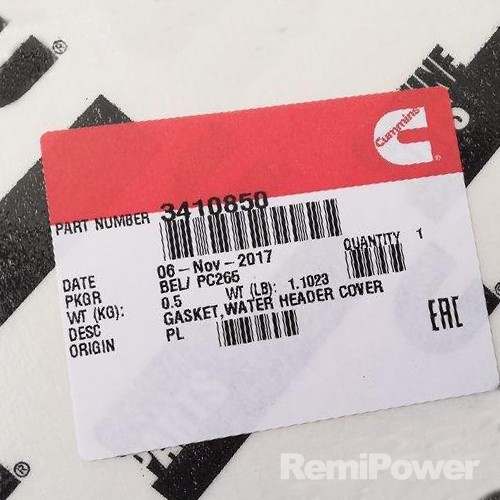 Cummins
PART NUMBER 3410850
DATE 06-Nov-2017 QUANTITY 1
PKGR BEL/ PC265
WT (KG): 0.5 WT (LB): 1.1023
DESC GASKET,WATER HEADER COVER
ORIGIN PL
EAC
RemiPower